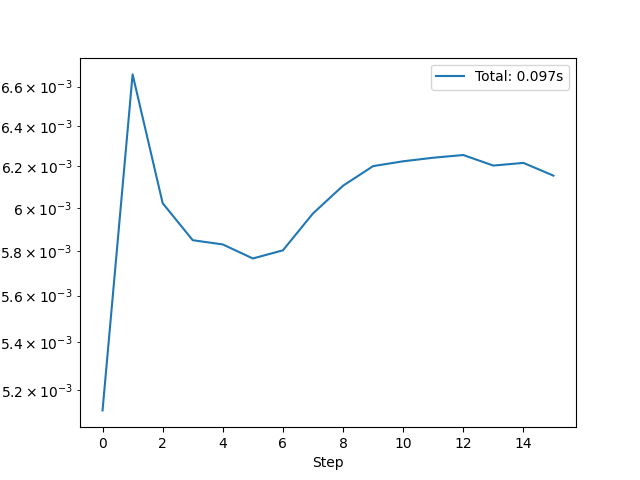 Total: 0.097s
6.6 × 10⁻³
6.4 × 10⁻³
6.2 × 10⁻³
6 × 10⁻³
5.8 × 10⁻³
5.6 × 10⁻³
5.4 × 10⁻³
5.2 × 10⁻³
0 2 4 6 8 10 12 14
Step